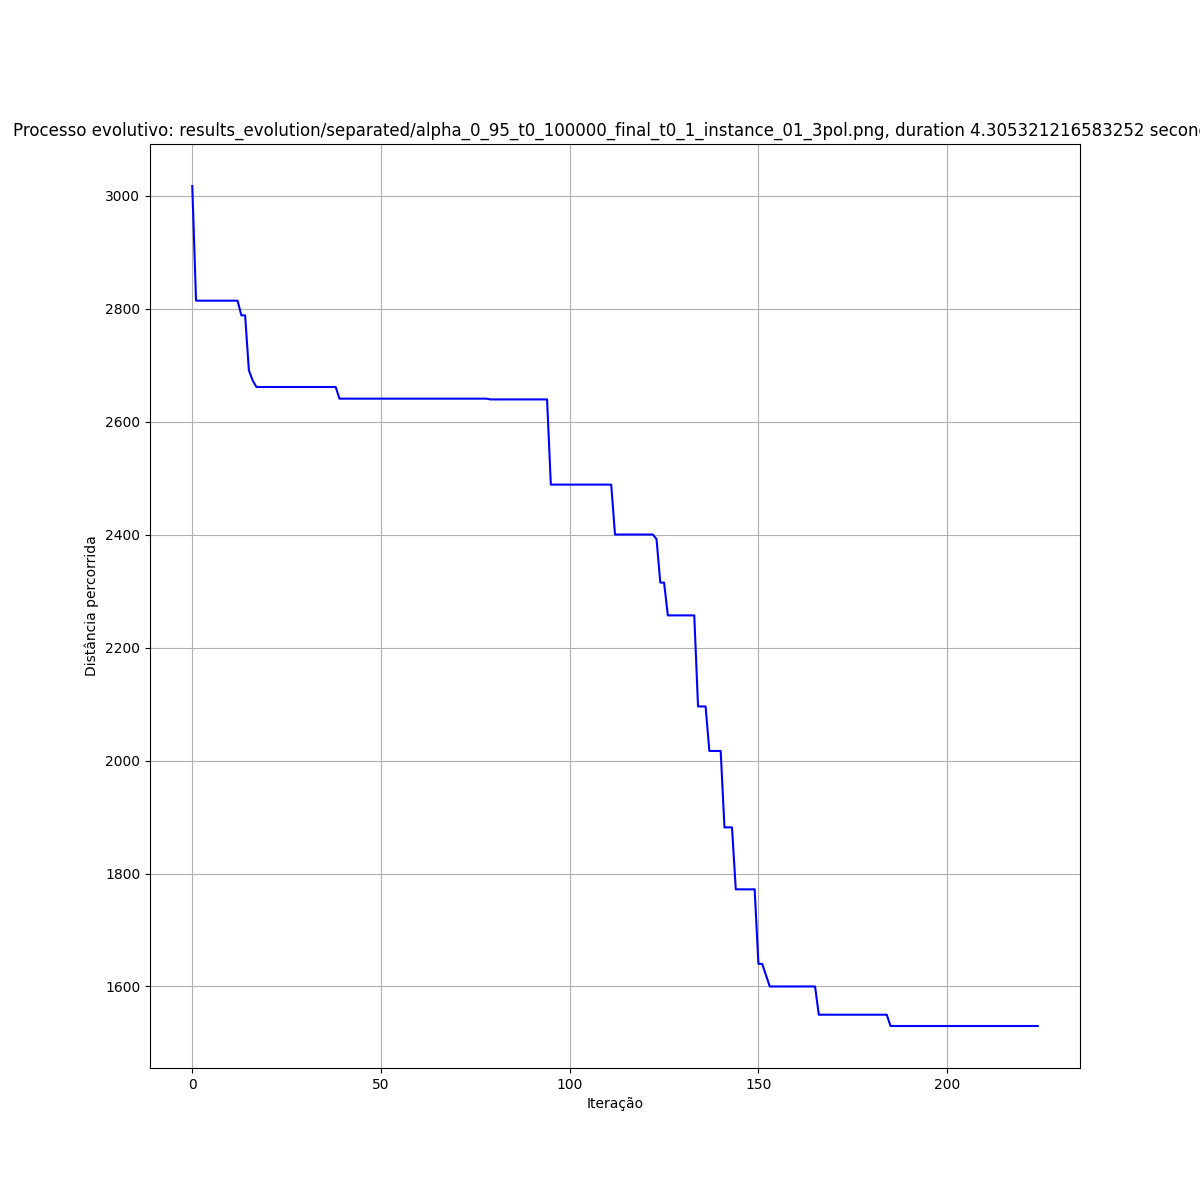 Processo evolutivo: results_evolution/separated/alpha_0_95_t0_100000_final_t0_1_instance_01_3pol.png, duration 4.305321216583252 secon
3000
2800
2600
2400
2200
2000
1800
1600
Distância percorrida
0 50 100 150 200
Iteração